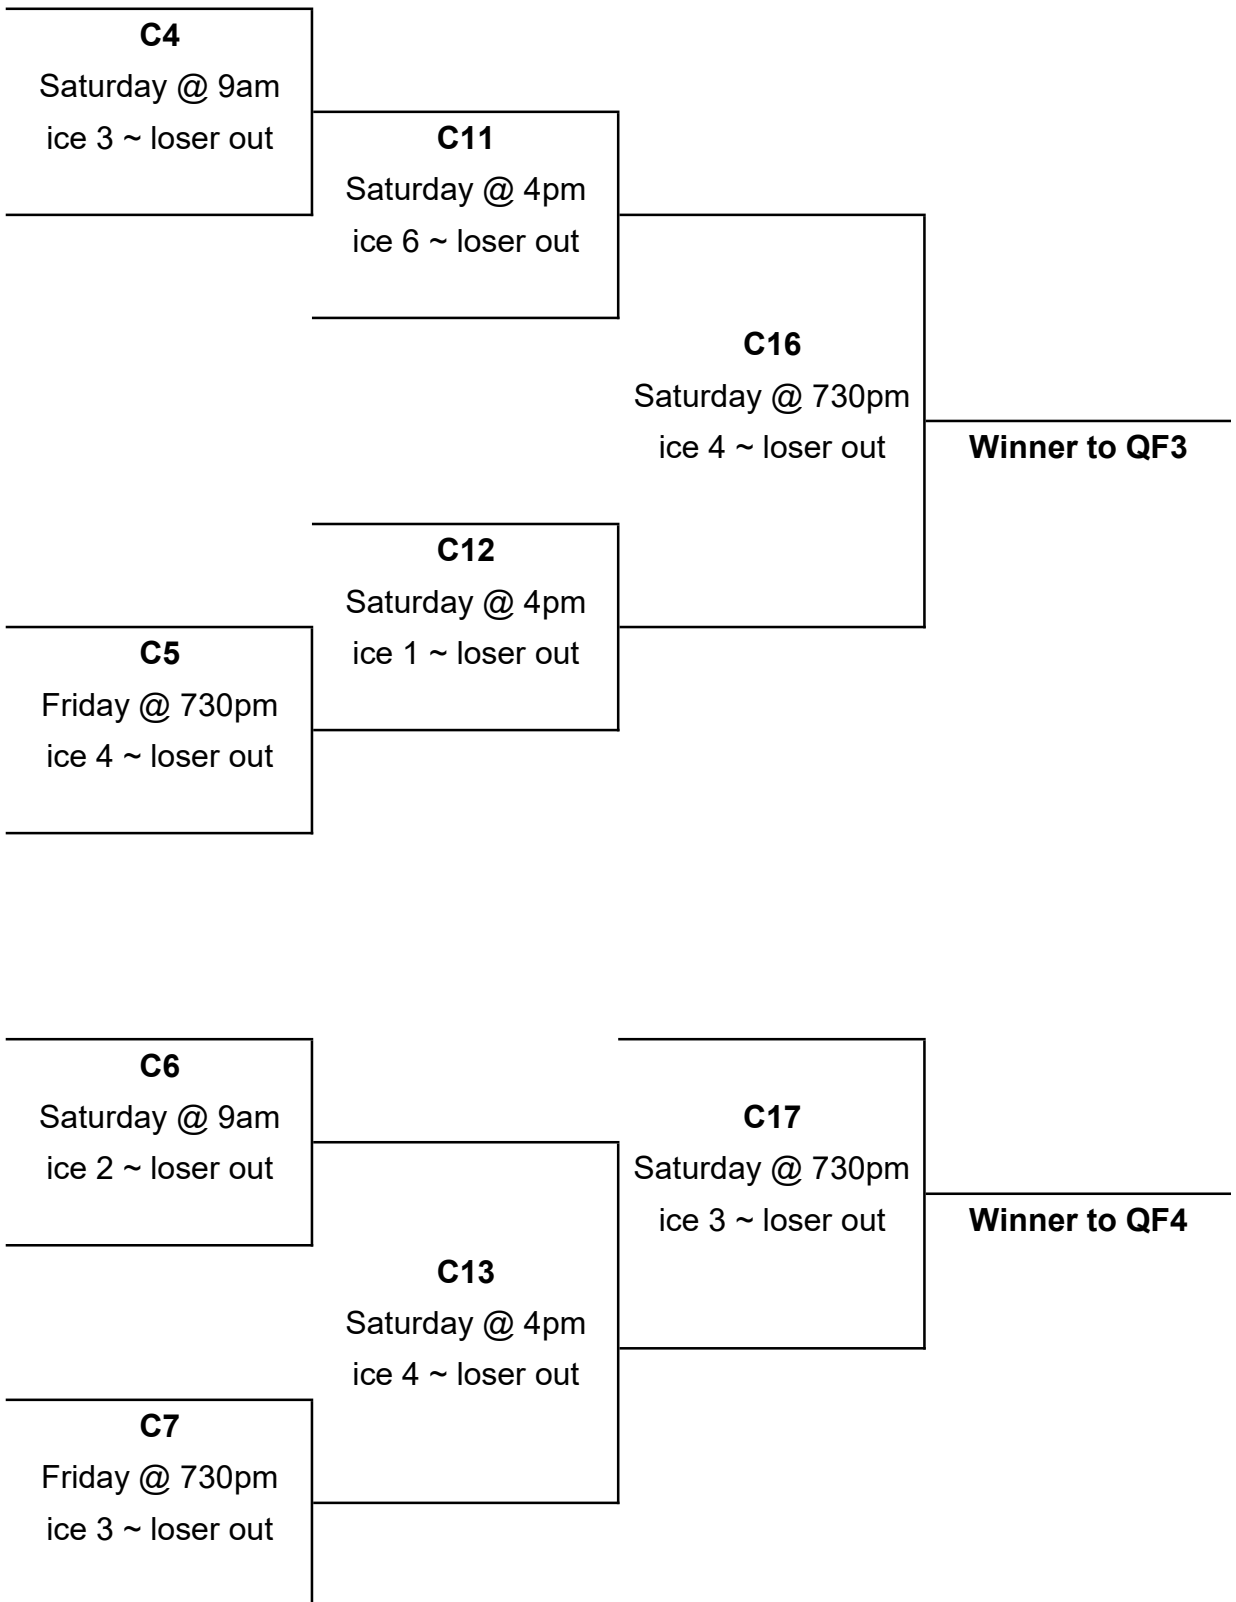 C4
Saturday @ 9am
ice 3 ~ loser out
C11
Saturday @ 4pm
ice 6 ~ loser out
C16
Saturday @ 730pm
ice 4 ~ loser out
Winner to QF3
C12
Saturday @ 4pm
ice 1 ~ loser out
C5
Friday @ 730pm
ice 4 ~ loser out
C6
Saturday @ 9am
ice 2 ~ loser out
C17
Saturday @ 730pm
ice 3 ~ loser out
Winner to QF4
C13
Saturday @ 4pm
ice 4 ~ loser out
C7
Friday @ 730pm
ice 3 ~ loser out